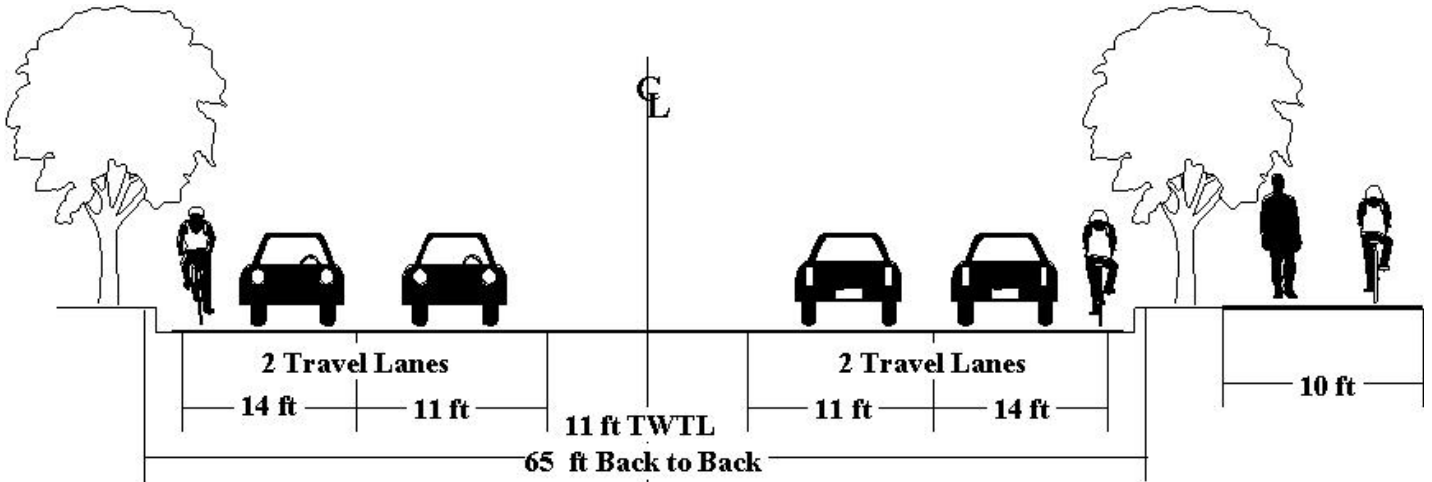 CL
2 Travel Lanes
2 Travel Lanes
14 ft
11 ft
11 ft
14 ft
10 ft
11 ft TWTL
65 ft Back to Back